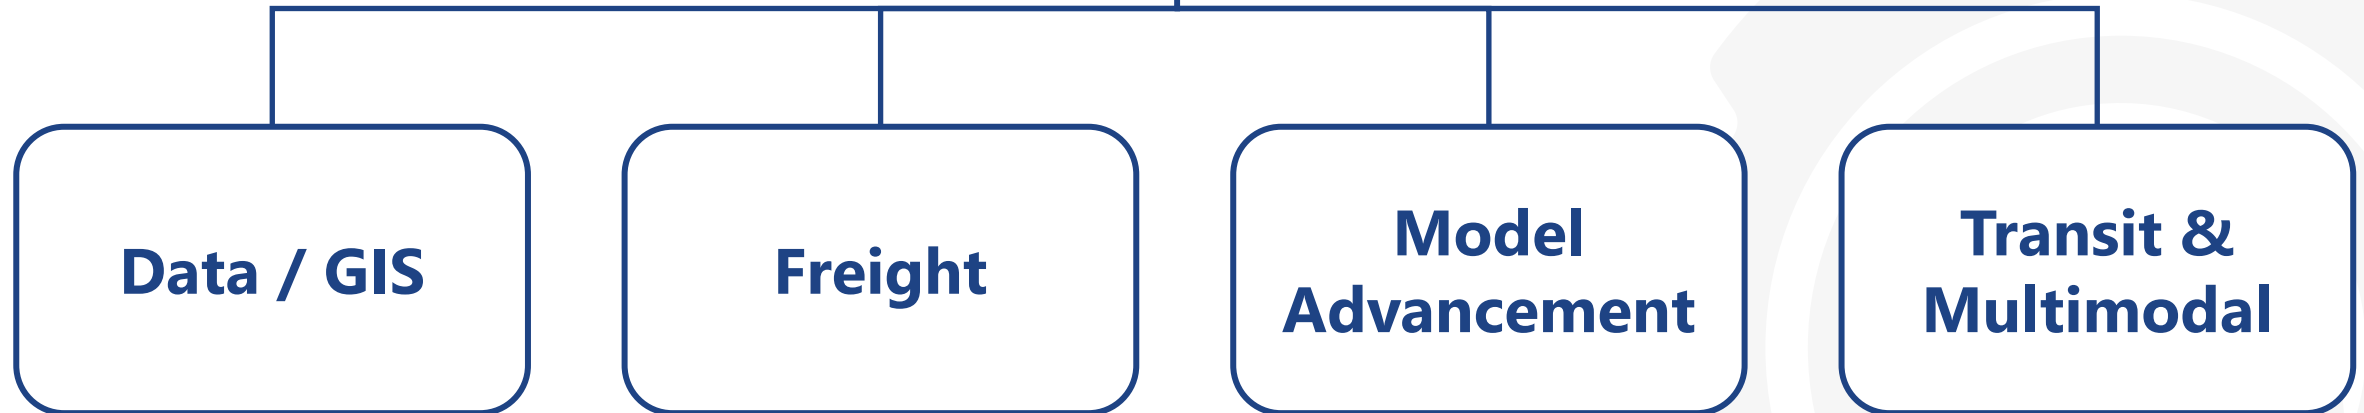 Data / GIS
Freight
Model
Advancement
Transit &
Multimodal